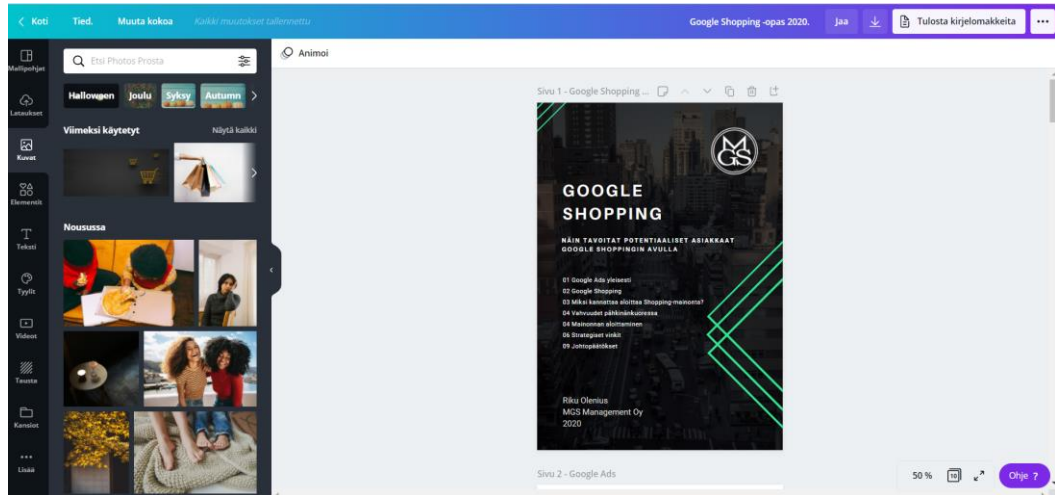 Koti Tied. Muuta kokoa Kaikki muutokset tallennettu Google Shopping -opas 2020. Jaa Tulosta kirjelomakkeita
Mallipohjat
Lataukset
Kuvat
Elementit
Teksti
Tyylit
Videot
Tausta
Kansiot
Lisää
Etsi Photos Prosta
Halloween Joulu Syksy Autumn
Viimeksi käytetyt Näytä kaikki
Nousussa
Animoi
Sivu 1 - Google Shopping ...
MGS
GOOGLE
SHOPPING
NÄIN TAVOITAT POTENTIAALISET ASIAKKAAT
GOOGLE SHOPPINGIN AVULLA
01 Google Ads yleisesti
02 Google Shopping
03 Miksi kannattaa aloittaa Shopping-mainonta?
04 Vahvuudet pähkinänkuoressa
04 Mainonnan aloittaminen
06 Strategiset vinkit
09 Johtopäätökset
Riku Olenius
MGS Management Oy
2020
Sivu 2 - Google Ads
50 % 10 Ohje ?